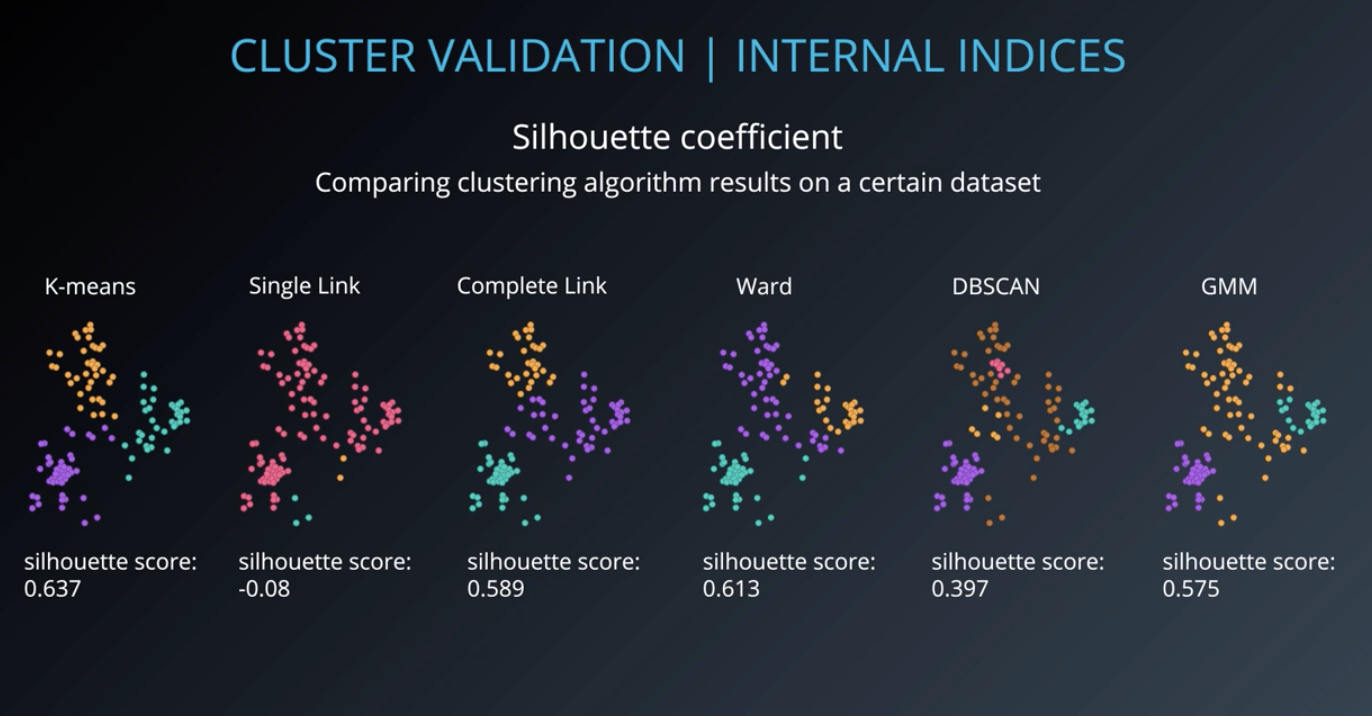 CLUSTER VALIDATION | INTERNAL INDICES
Silhouette coefficient
Comparing clustering algorithm results on a certain dataset
K-means
Single Link
Complete Link
Ward
DBSCAN
GMM
silhouette score:
0.637
silhouette score:
-0.08
silhouette score:
0.589
silhouette score:
0.613
silhouette score:
0.397
silhouette score:
0.575